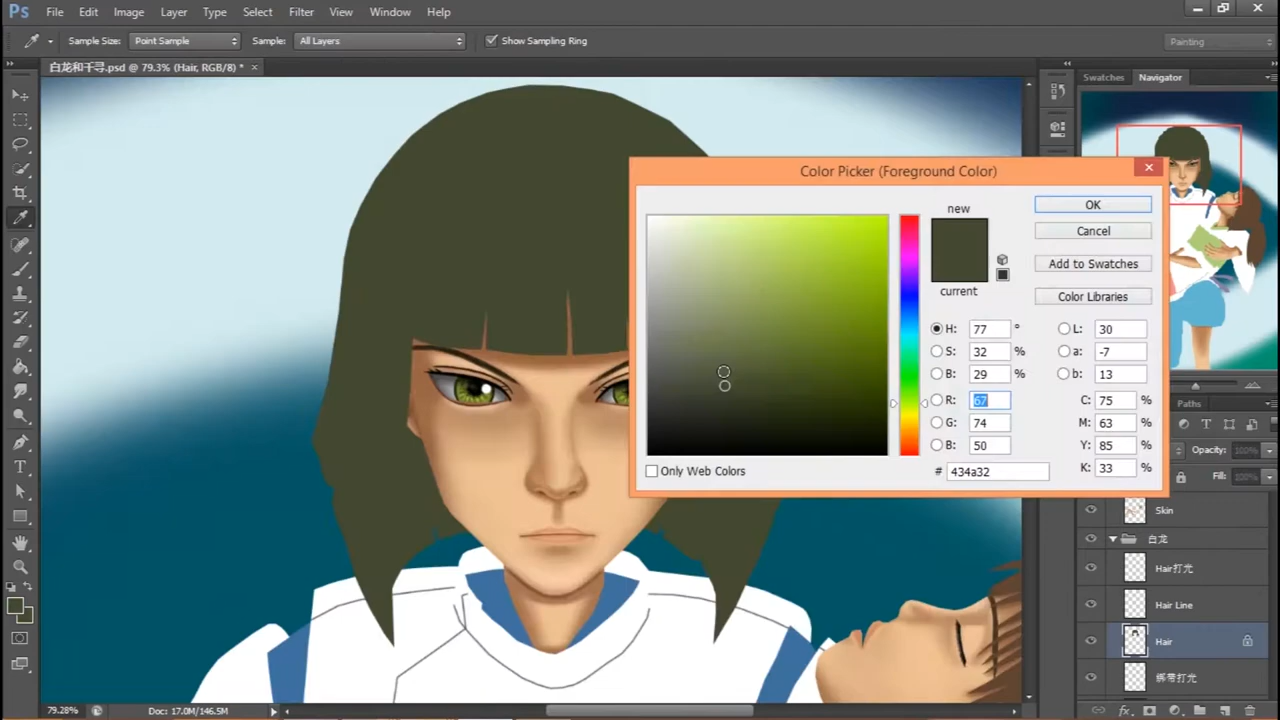 Ps File Edit Image Layer Type Select Filter View Window Help
Sample Size: Point Sample Sample: All Layers Show Sampling Ring Painting
白龙和千寻.psd @ 79.3% (Hair, RGB/8) * ×
Swatches Navigator
Color Picker (Foreground Color)
new
current
OK
Cancel
Add to Swatches
Color Libraries
H: 77 °
S: 32 %
B: 29 %
R: 67
G: 74
B: 50
L: 30
a: -7
b: 13
C: 75 %
M: 63 %
Y: 85 %
K: 33 %
# 434a32
Only Web Colors
Paths
Opacity: 100%
Fill: 100%
Skin
白龙
Hair打光
Hair Line
Hair
绑带打光
79.28% Doc: 17.0M/146.5M